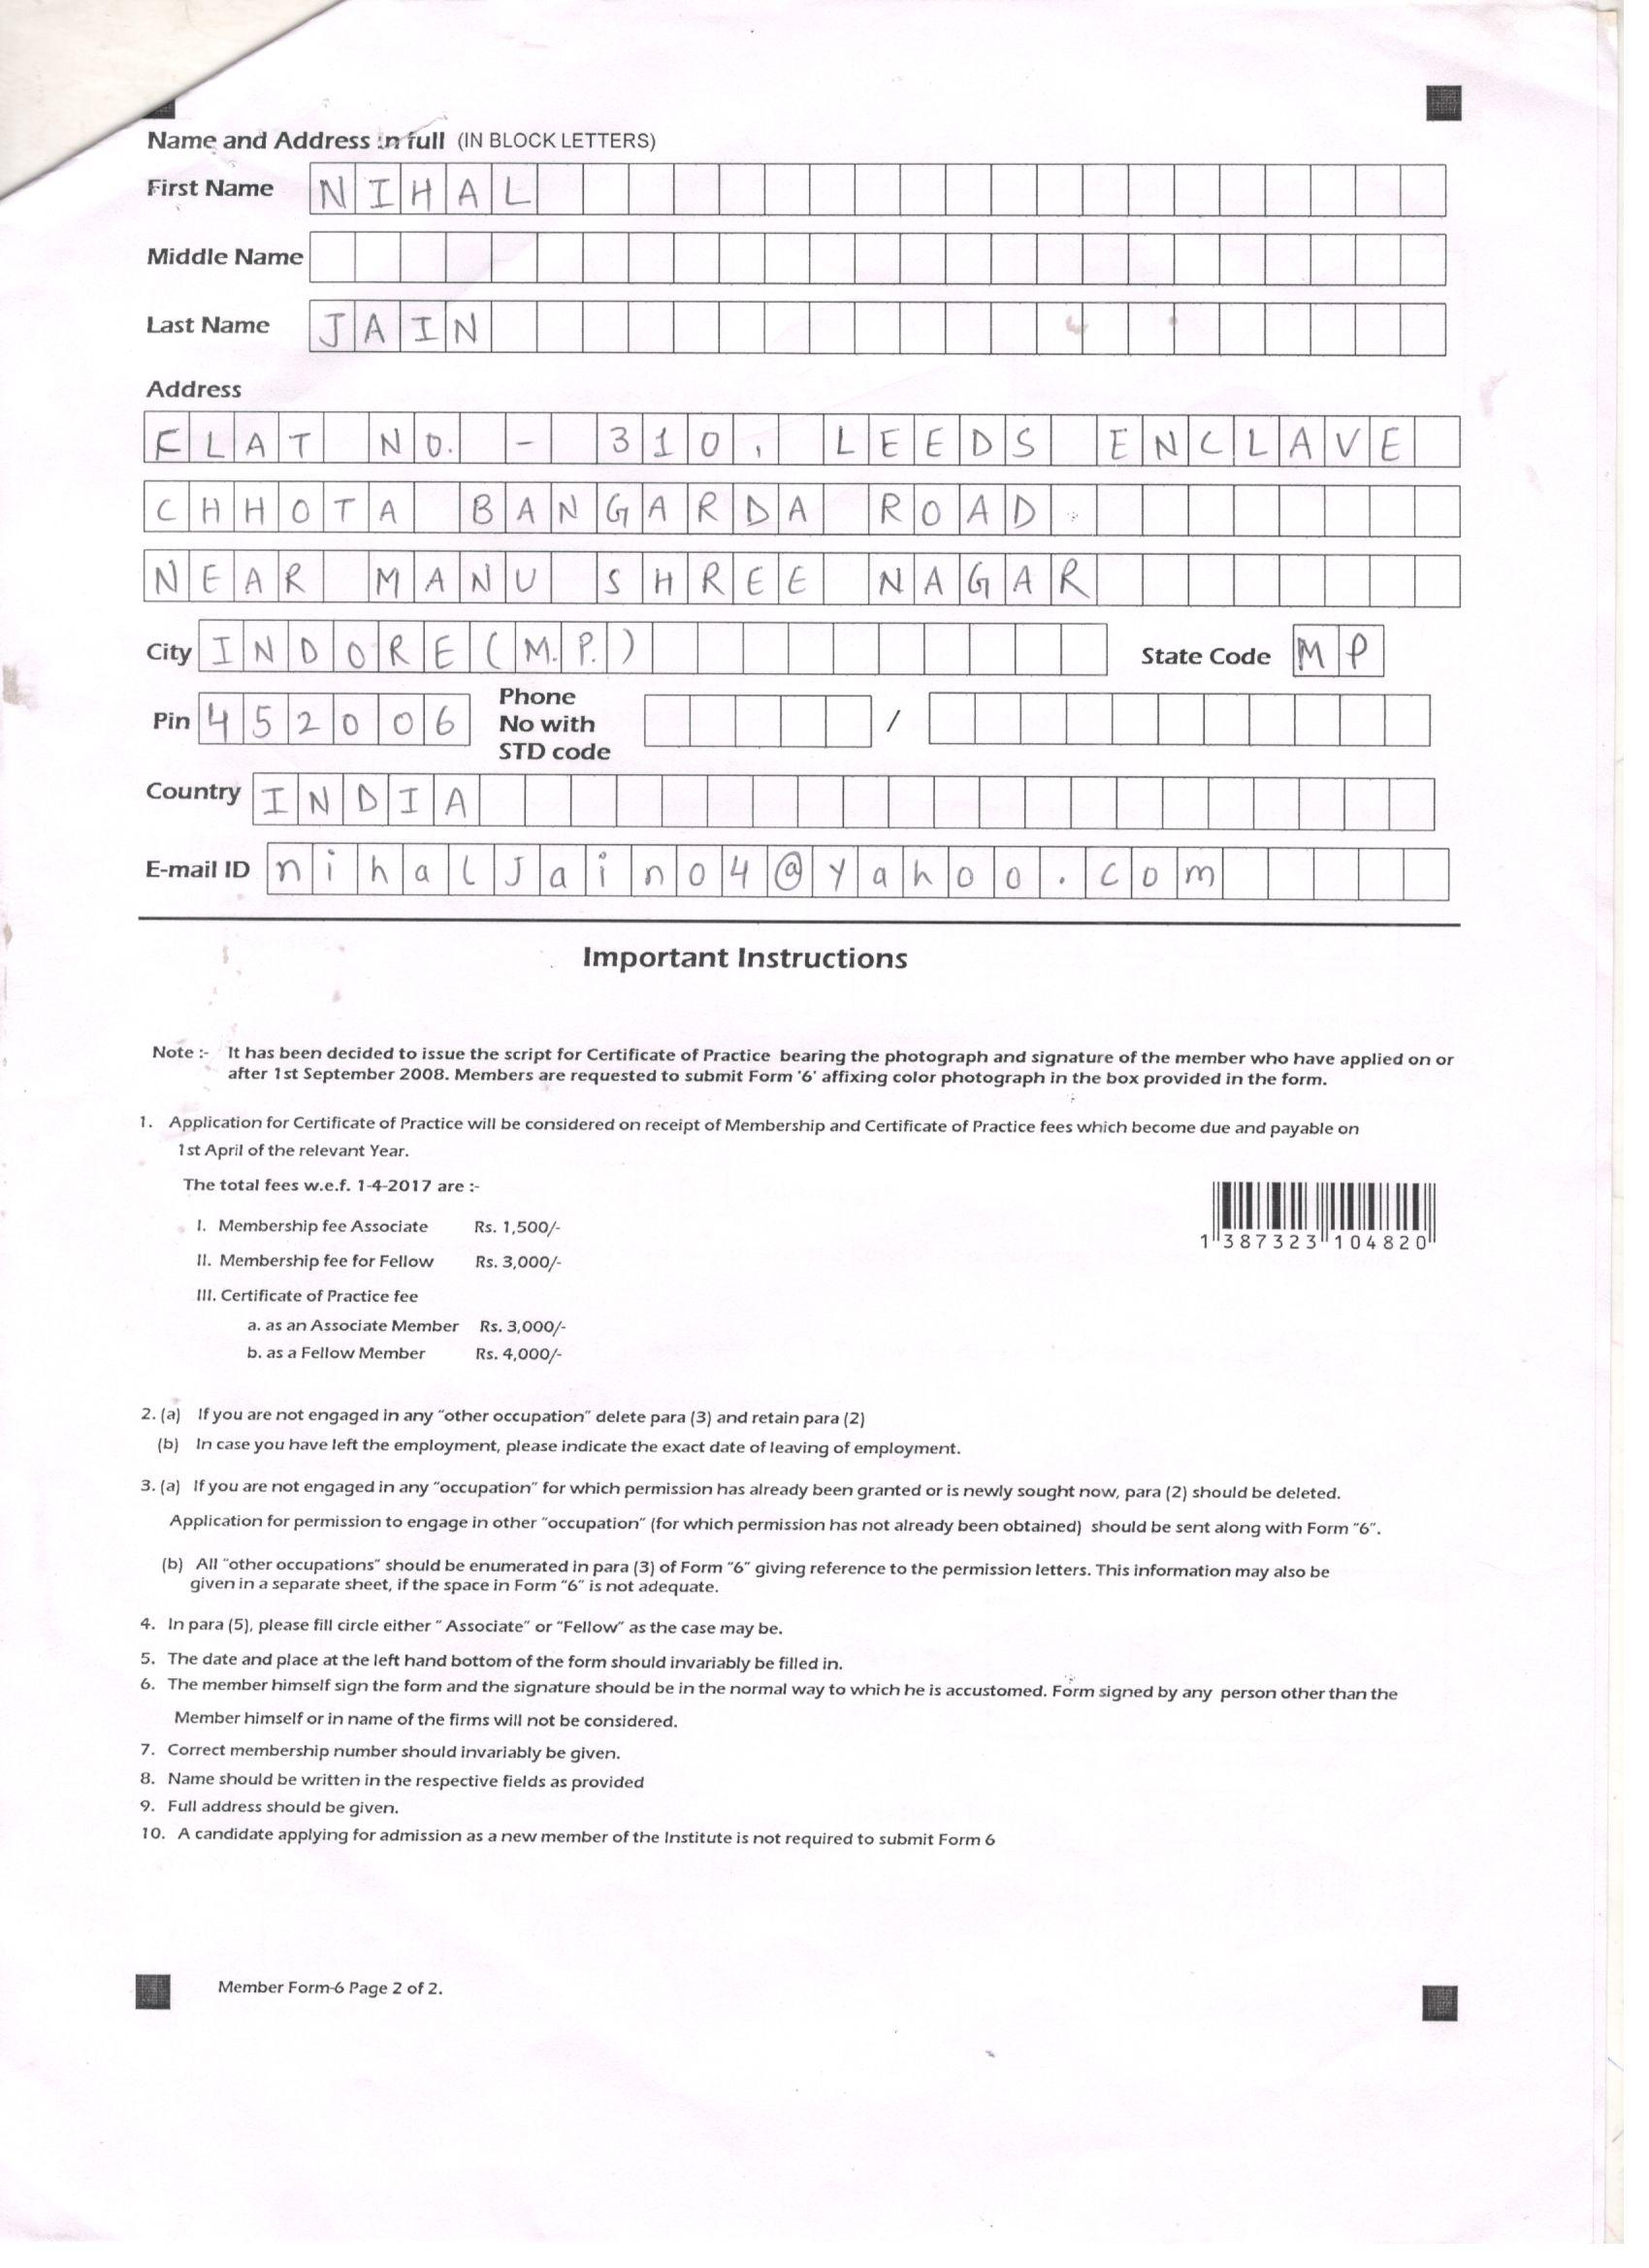 Name and Address in full (IN BLOCK LETTERS)
First Name NIHAL
Middle Name
Last Name JAIN
Address
FLAT NO. - 310, LEEDS ENCLAVE
CHHOTA BANGARDA ROAD
NEAR MANU SHREE NAGAR
City INDORE (M.P.) State Code MP
Pin 452006 Phone No with STD code /
Country INDIA
E-mail ID nihalJain04@yahoo.com
Important Instructions
Note :- It has been decided to issue the script for Certificate of Practice bearing the photograph and signature of the member who have applied on or
after 1st September 2008. Members are requested to submit Form '6' affixing color photograph in the box provided in the form.
1. Application for Certificate of Practice will be considered on receipt of Membership and Certificate of Practice fees which become due and payable on
1st April of the relevant Year.
The total fees w.e.f. 1-4-2017 are :-
I. Membership fee Associate Rs. 1,500/-
II. Membership fee for Fellow Rs. 3,000/-
III. Certificate of Practice fee
a. as an Associate Member Rs. 3,000/-
b. as a Fellow Member Rs. 4,000/-
1 387323 104820
2. (a) If you are not engaged in any "other occupation" delete para (3) and retain para (2)
(b) In case you have left the employment, please indicate the exact date of leaving of employment.
3. (a) If you are not engaged in any "occupation" for which permission has already been granted or is newly sought now, para (2) should be deleted.
Application for permission to engage in other "occupation" (for which permission has not already been obtained) should be sent along with Form "6".
(b) All "other occupations" should be enumerated in para (3) of Form "6" giving reference to the permission letters. This information may also be
given in a separate sheet, if the space in Form "6" is not adequate.
4. In para (5), please fill circle either " Associate" or "Fellow" as the case may be.
5. The date and place at the left hand bottom of the form should invariably be filled in.
6. The member himself sign the form and the signature should be in the normal way to which he is accustomed. Form signed by any person other than the
Member himself or in name of the firms will not be considered.
7. Correct membership number should invariably be given.
8. Name should be written in the respective fields as provided
9. Full address should be given.
10. A candidate applying for admission as a new member of the Institute is not required to submit Form 6
Member Form-6 Page 2 of 2.